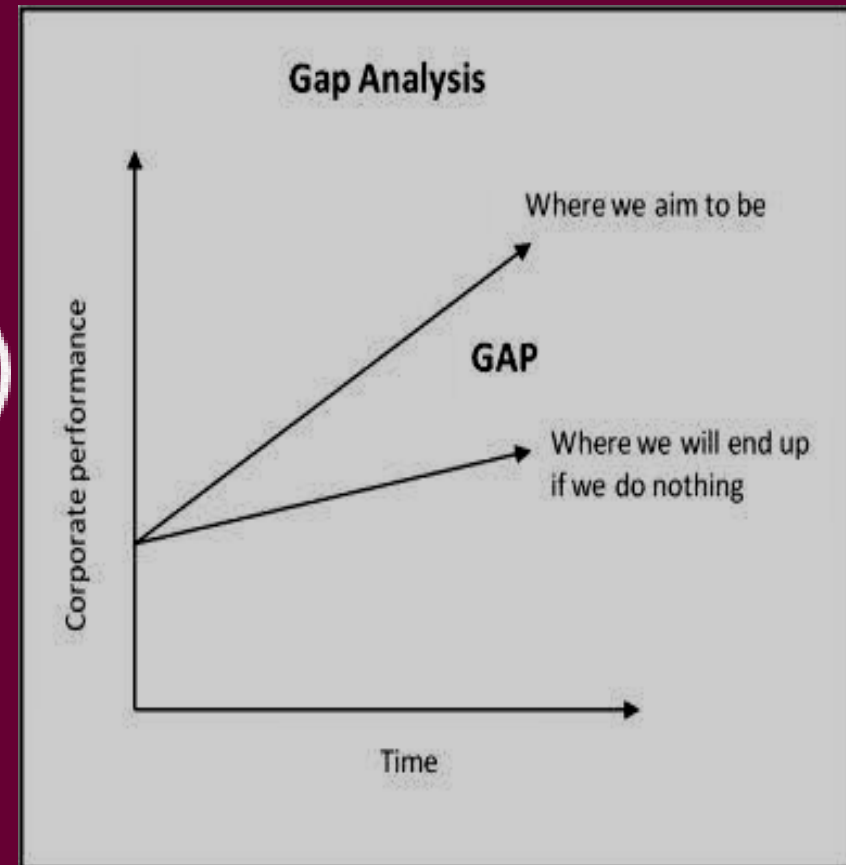 Gap Analysis
Where we aim to be
GAP
Where we will end up
if we do nothing
Corporate performance
Time